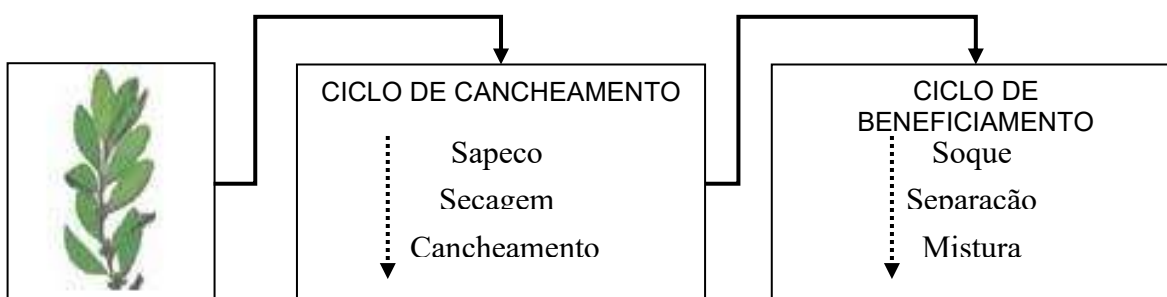 CICLO DE CANCHEAMENTO
Sapeco
Secagem
Cancheamento
CICLO DE
BENEFICIAMENTO
Soque
Separação
Mistura